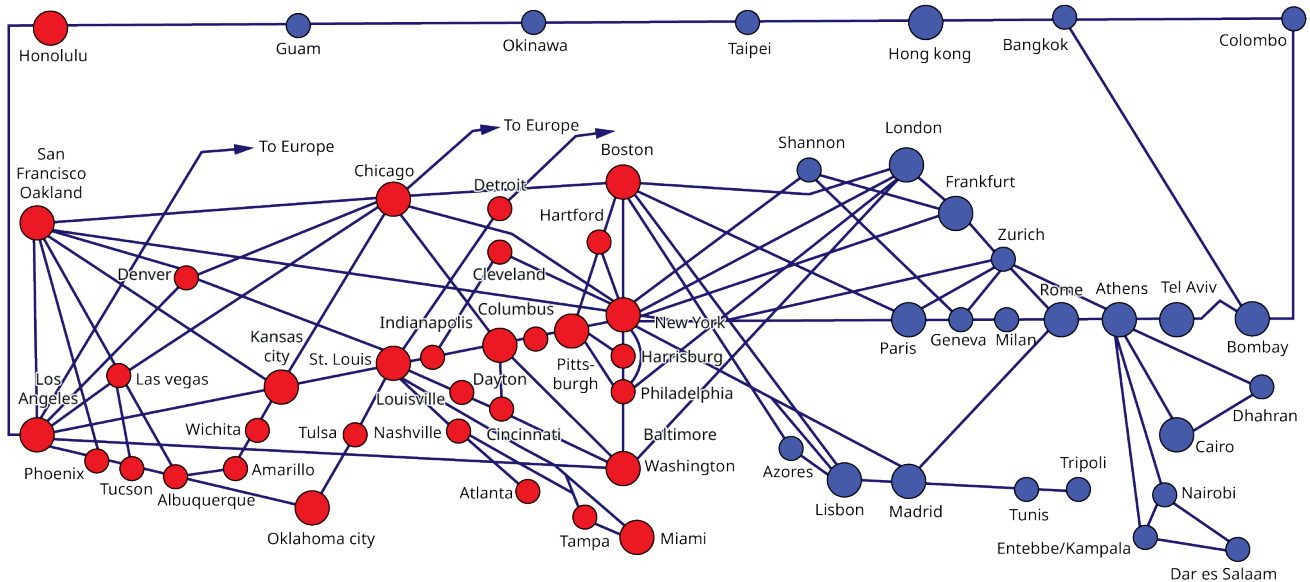 Honolulu
Guam
Okinawa
Taipei
Hong kong
Bangkok
Colombo
To Europe
To Europe
San
Francisco
Oakland
Chicago
Detroit
Boston
Shannon
London
Frankfurt
Hartford
Zurich
Denver
Cleveland
Columbus
Rome
Athens
Tel Aviv
Indianapolis
New York
Kansas
city
St. Louis
Pitts-
burgh
Harrisburg
Paris
Geneva
Milan
Bombay
Los
Angeles
Las vegas
Dayton
Louisville
Philadelphia
Dhahran
Wichita
Tulsa
Nashville
Cincinnati
Baltimore
Washington
Cairo
Phoenix
Tucson
Amarillo
Albuquerque
Azores
Tripoli
Atlanta
Lisbon
Madrid
Tunis
Nairobi
Oklahoma city
Tampa
Miami
Entebbe/Kampala
Dar es Salaam